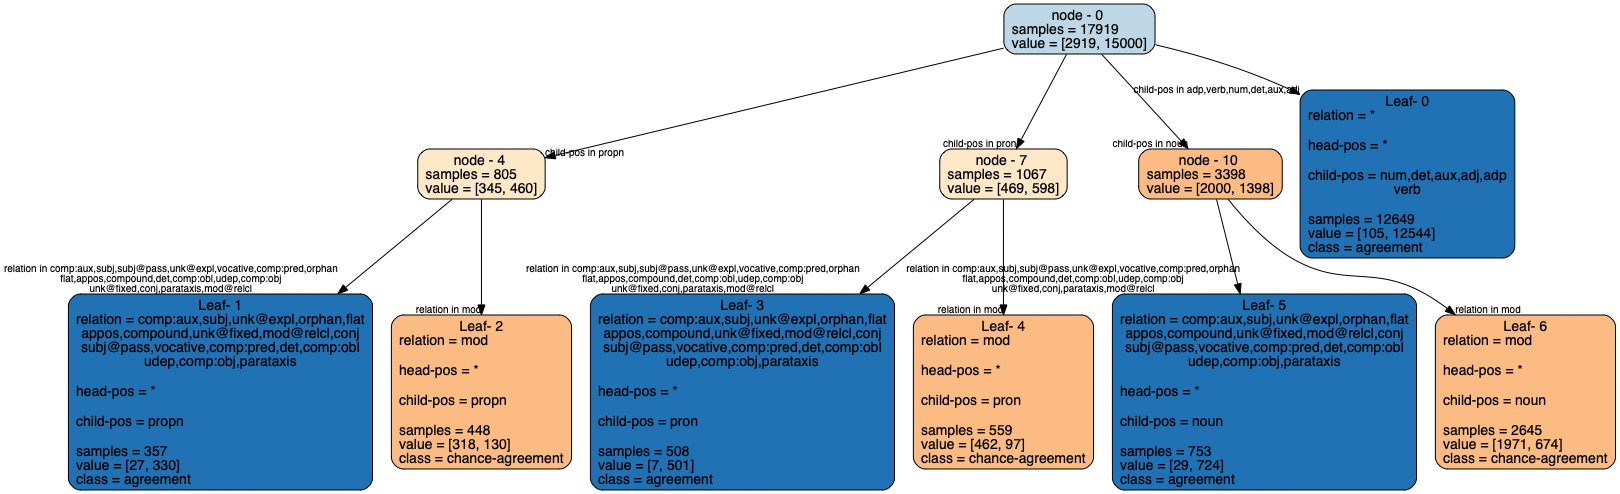 node - 0
samples = 17919
value = [2919, 15000]
child-pos in adp,verb,num,det,aux,adj
Leaf- 0
relation = *
head-pos = *
child-pos = num,det,aux,adj,adp
verb
samples = 12649
value = [105, 12544]
class = agreement
child-pos in propn
node - 4
samples = 805
value = [345, 460]
child-pos in pron
node - 7
samples = 1067
value = [469, 598]
child-pos in noun
node - 10
samples = 3398
value = [2000, 1398]
relation in comp:aux,subj,subj@pass,unk@expl,vocative,comp:pred,orphan
flat,appos,compound,det,comp:obl,udep,comp:obj
unk@fixed,conj,parataxis,mod@relcl
Leaf- 1
relation = comp:aux,subj,unk@expl,orphan,flat
appos,compound,unk@fixed,mod@relcl,conj
subj@pass,vocative,comp:pred,det,comp:obl
udep,comp:obj,parataxis
head-pos = *
child-pos = propn
samples = 357
value = [27, 330]
class = agreement
relation in mod
Leaf- 2
relation = mod
head-pos = *
child-pos = propn
samples = 448
value = [318, 130]
class = chance-agreement
relation in comp:aux,subj,subj@pass,unk@expl,vocative,comp:pred,orphan
flat,appos,compound,det,comp:obl,udep,comp:obj
unk@fixed,conj,parataxis,mod@relcl
Leaf- 3
relation = comp:aux,subj,unk@expl,orphan,flat
appos,compound,unk@fixed,mod@relcl,conj
subj@pass,vocative,comp:pred,det,comp:obl
udep,comp:obj,parataxis
head-pos = *
child-pos = pron
samples = 508
value = [7, 501]
class = agreement
relation in mod
Leaf- 4
relation = mod
head-pos = *
child-pos = pron
samples = 559
value = [462, 97]
class = chance-agreement
relation in comp:aux,subj,subj@pass,unk@expl,vocative,comp:pred,orphan
flat,appos,compound,det,comp:obl,udep,comp:obj
unk@fixed,conj,parataxis,mod@relcl
Leaf- 5
relation = comp:aux,subj,unk@expl,orphan,flat
appos,compound,unk@fixed,mod@relcl,conj
subj@pass,vocative,comp:pred,det,comp:obl
udep,comp:obj,parataxis
head-pos = *
child-pos = noun
samples = 753
value = [29, 724]
class = agreement
relation in mod
Leaf- 6
relation = mod
head-pos = *
child-pos = noun
samples = 2645
value = [1971, 674]
class = chance-agreement